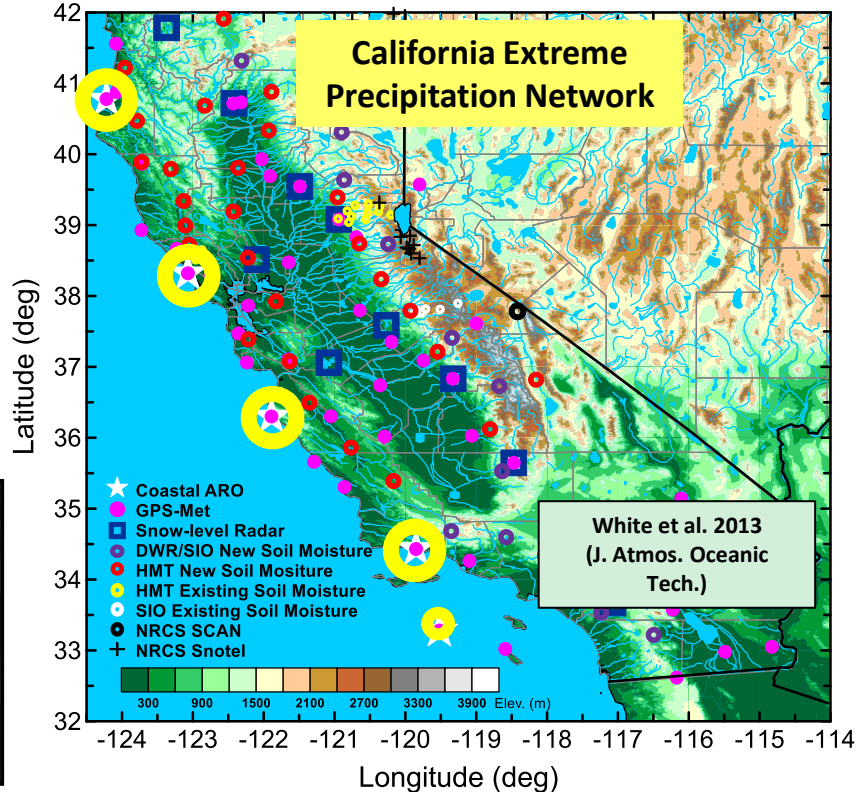 California Extreme
Precipitation Network
42
41
40
39
38
37
36
35
34
33
32
Latitude (deg)
Coastal ARO
GPS-Met
Snow-level Radar
DWR/SIO New Soil Moisture
HMT New Soil Mositure
HMT Existing Soil Moisture
SIO Existing Soil Moisture
NRCS SCAN
NRCS Snotel
White et al. 2013
(J. Atmos. Oceanic
Tech.)
300 900 1500 2100 2700 3300 3900 Elev. (m)
-124 -123 -122 -121 -120 -119 -118 -117 -116 -115 -114
Longitude (deg)